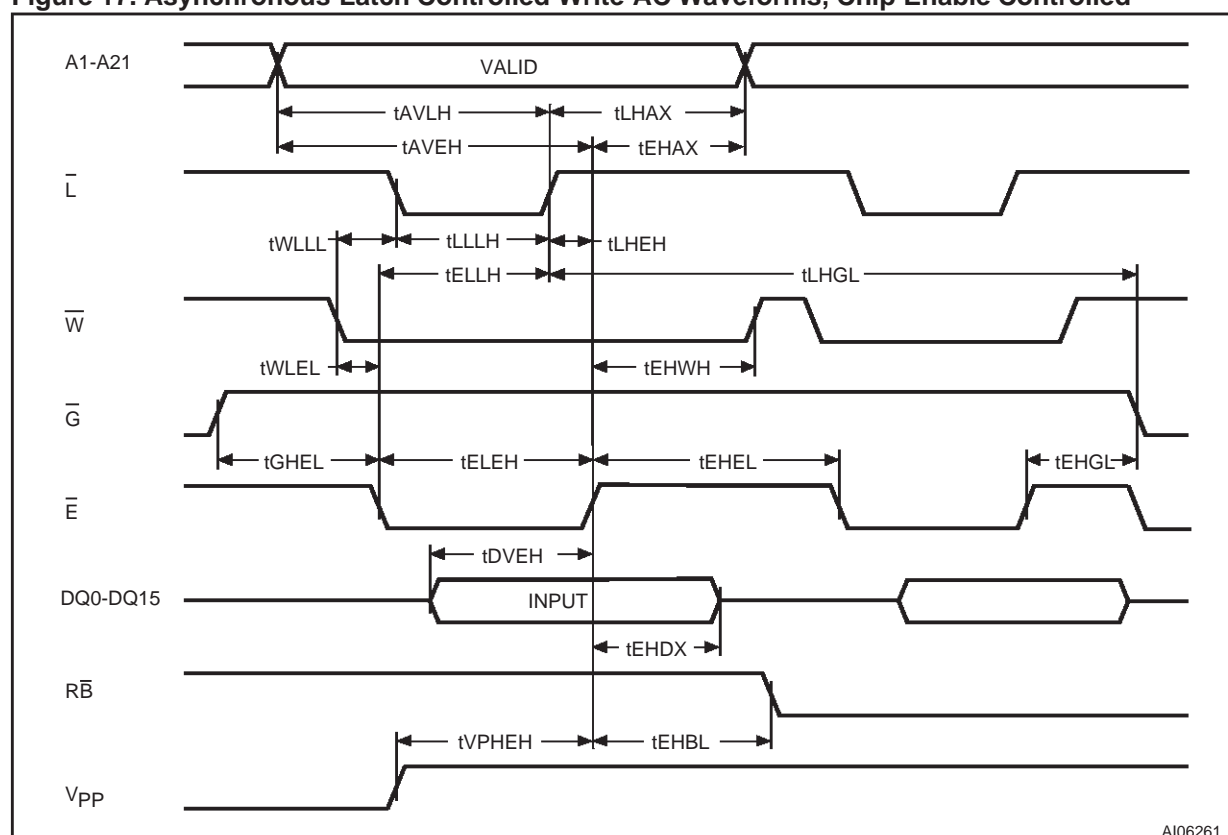 Figure 17. Asynchronous Latch Controlled Write AC Waveforms, Chip Enable Controlled
A1-A21
VALID
tAVLH
tLHAX
tAVEH
tEHAX
L̅
tWLLL
tLLLH
tLHEH
tELLH
tLHGL
W̅
tWLEL
tEHWH
G̅
tGHEL
tELEH
tEHEL
tEHGL
E̅
tDVEH
DQ0-DQ15
INPUT
tEHDX
RB̅
tVPHEH
tEHBL
VPP
AI06261